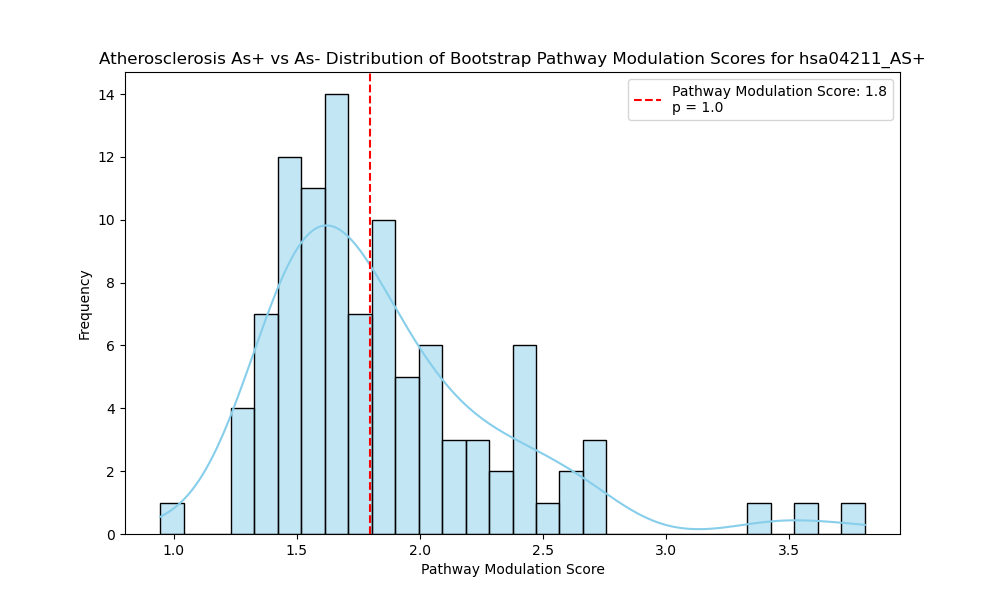 Atherosclerosis As+ vs As- Distribution of Bootstrap Pathway Modulation Scores for hsa04211_AS+
Pathway Modulation Score: 1.8
p = 1.0
14
12
10
8
6
4
2
0
Frequency
1.0 1.5 2.0 2.5 3.0 3.5
Pathway Modulation Score